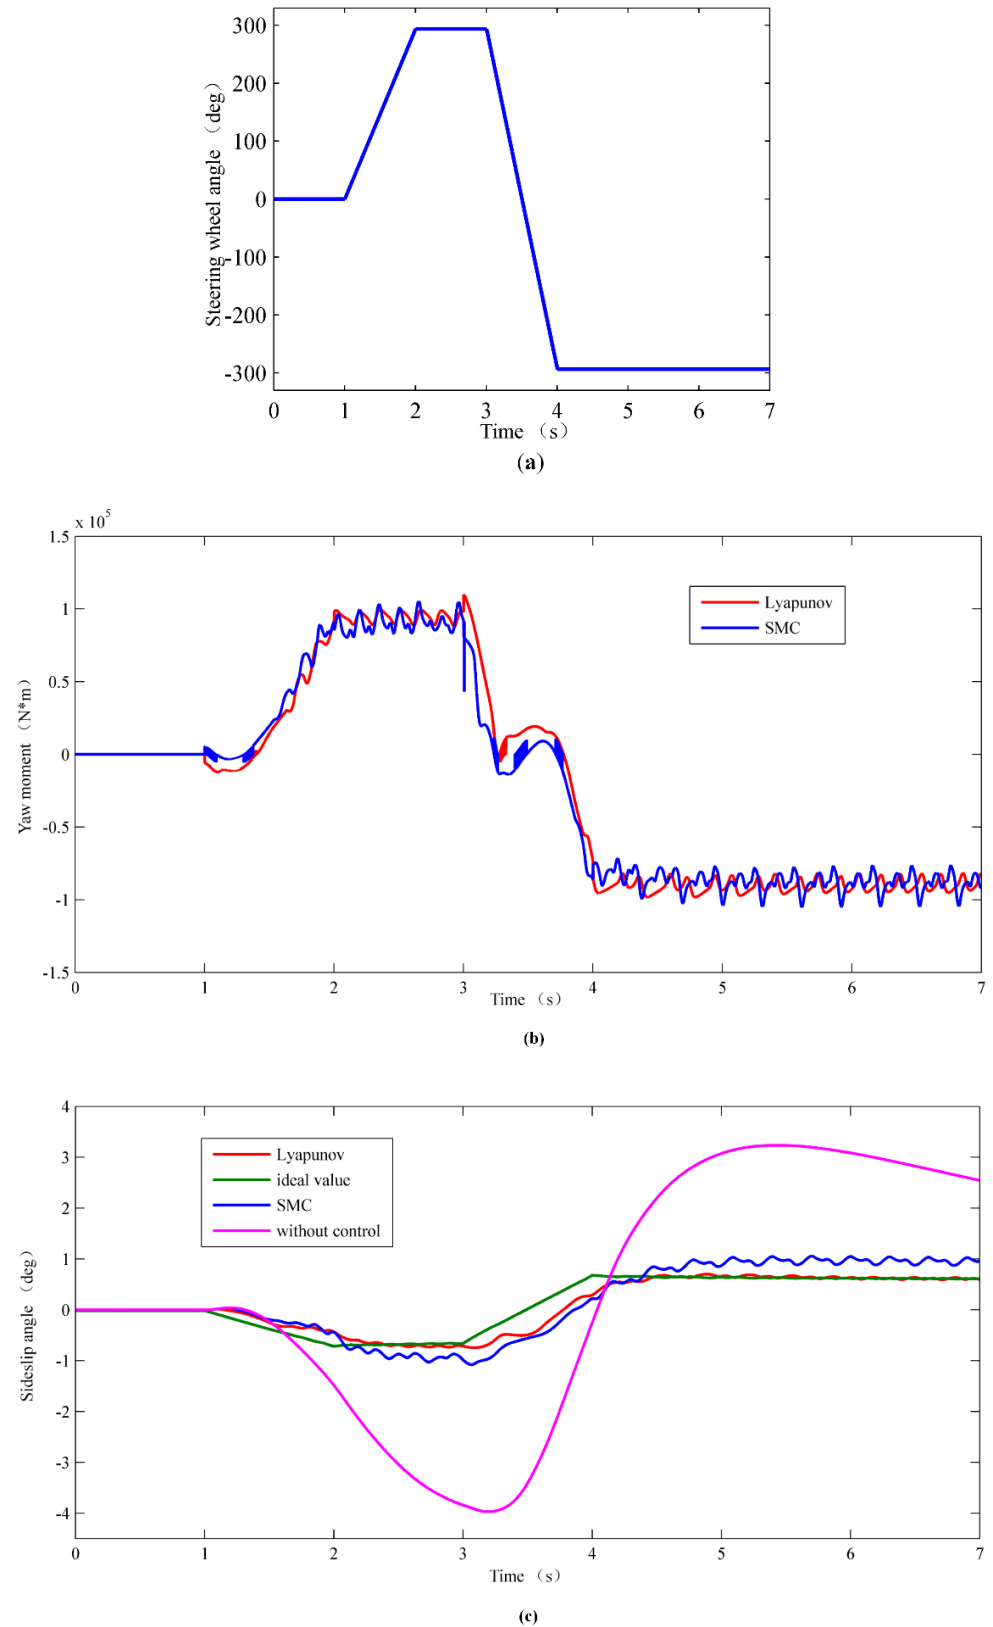 300
200
100
0
-100
-200
-300
Steering wheel angle （deg）
0 1 2 3 4 5 6 7
Time （s）
(a)
x 10^5
1.5
1
0.5
0
-0.5
-1
-1.5
Yaw moment （N*m）
Lyapunov
SMC
0 1 2 3 4 5 6 7
Time （s）
(b)
4
3
2
1
0
-1
-2
-3
-4
Sideslip angle （deg）
Lyapunov
ideal value
SMC
without control
0 1 2 3 4 5 6 7
Time （s）
(c)